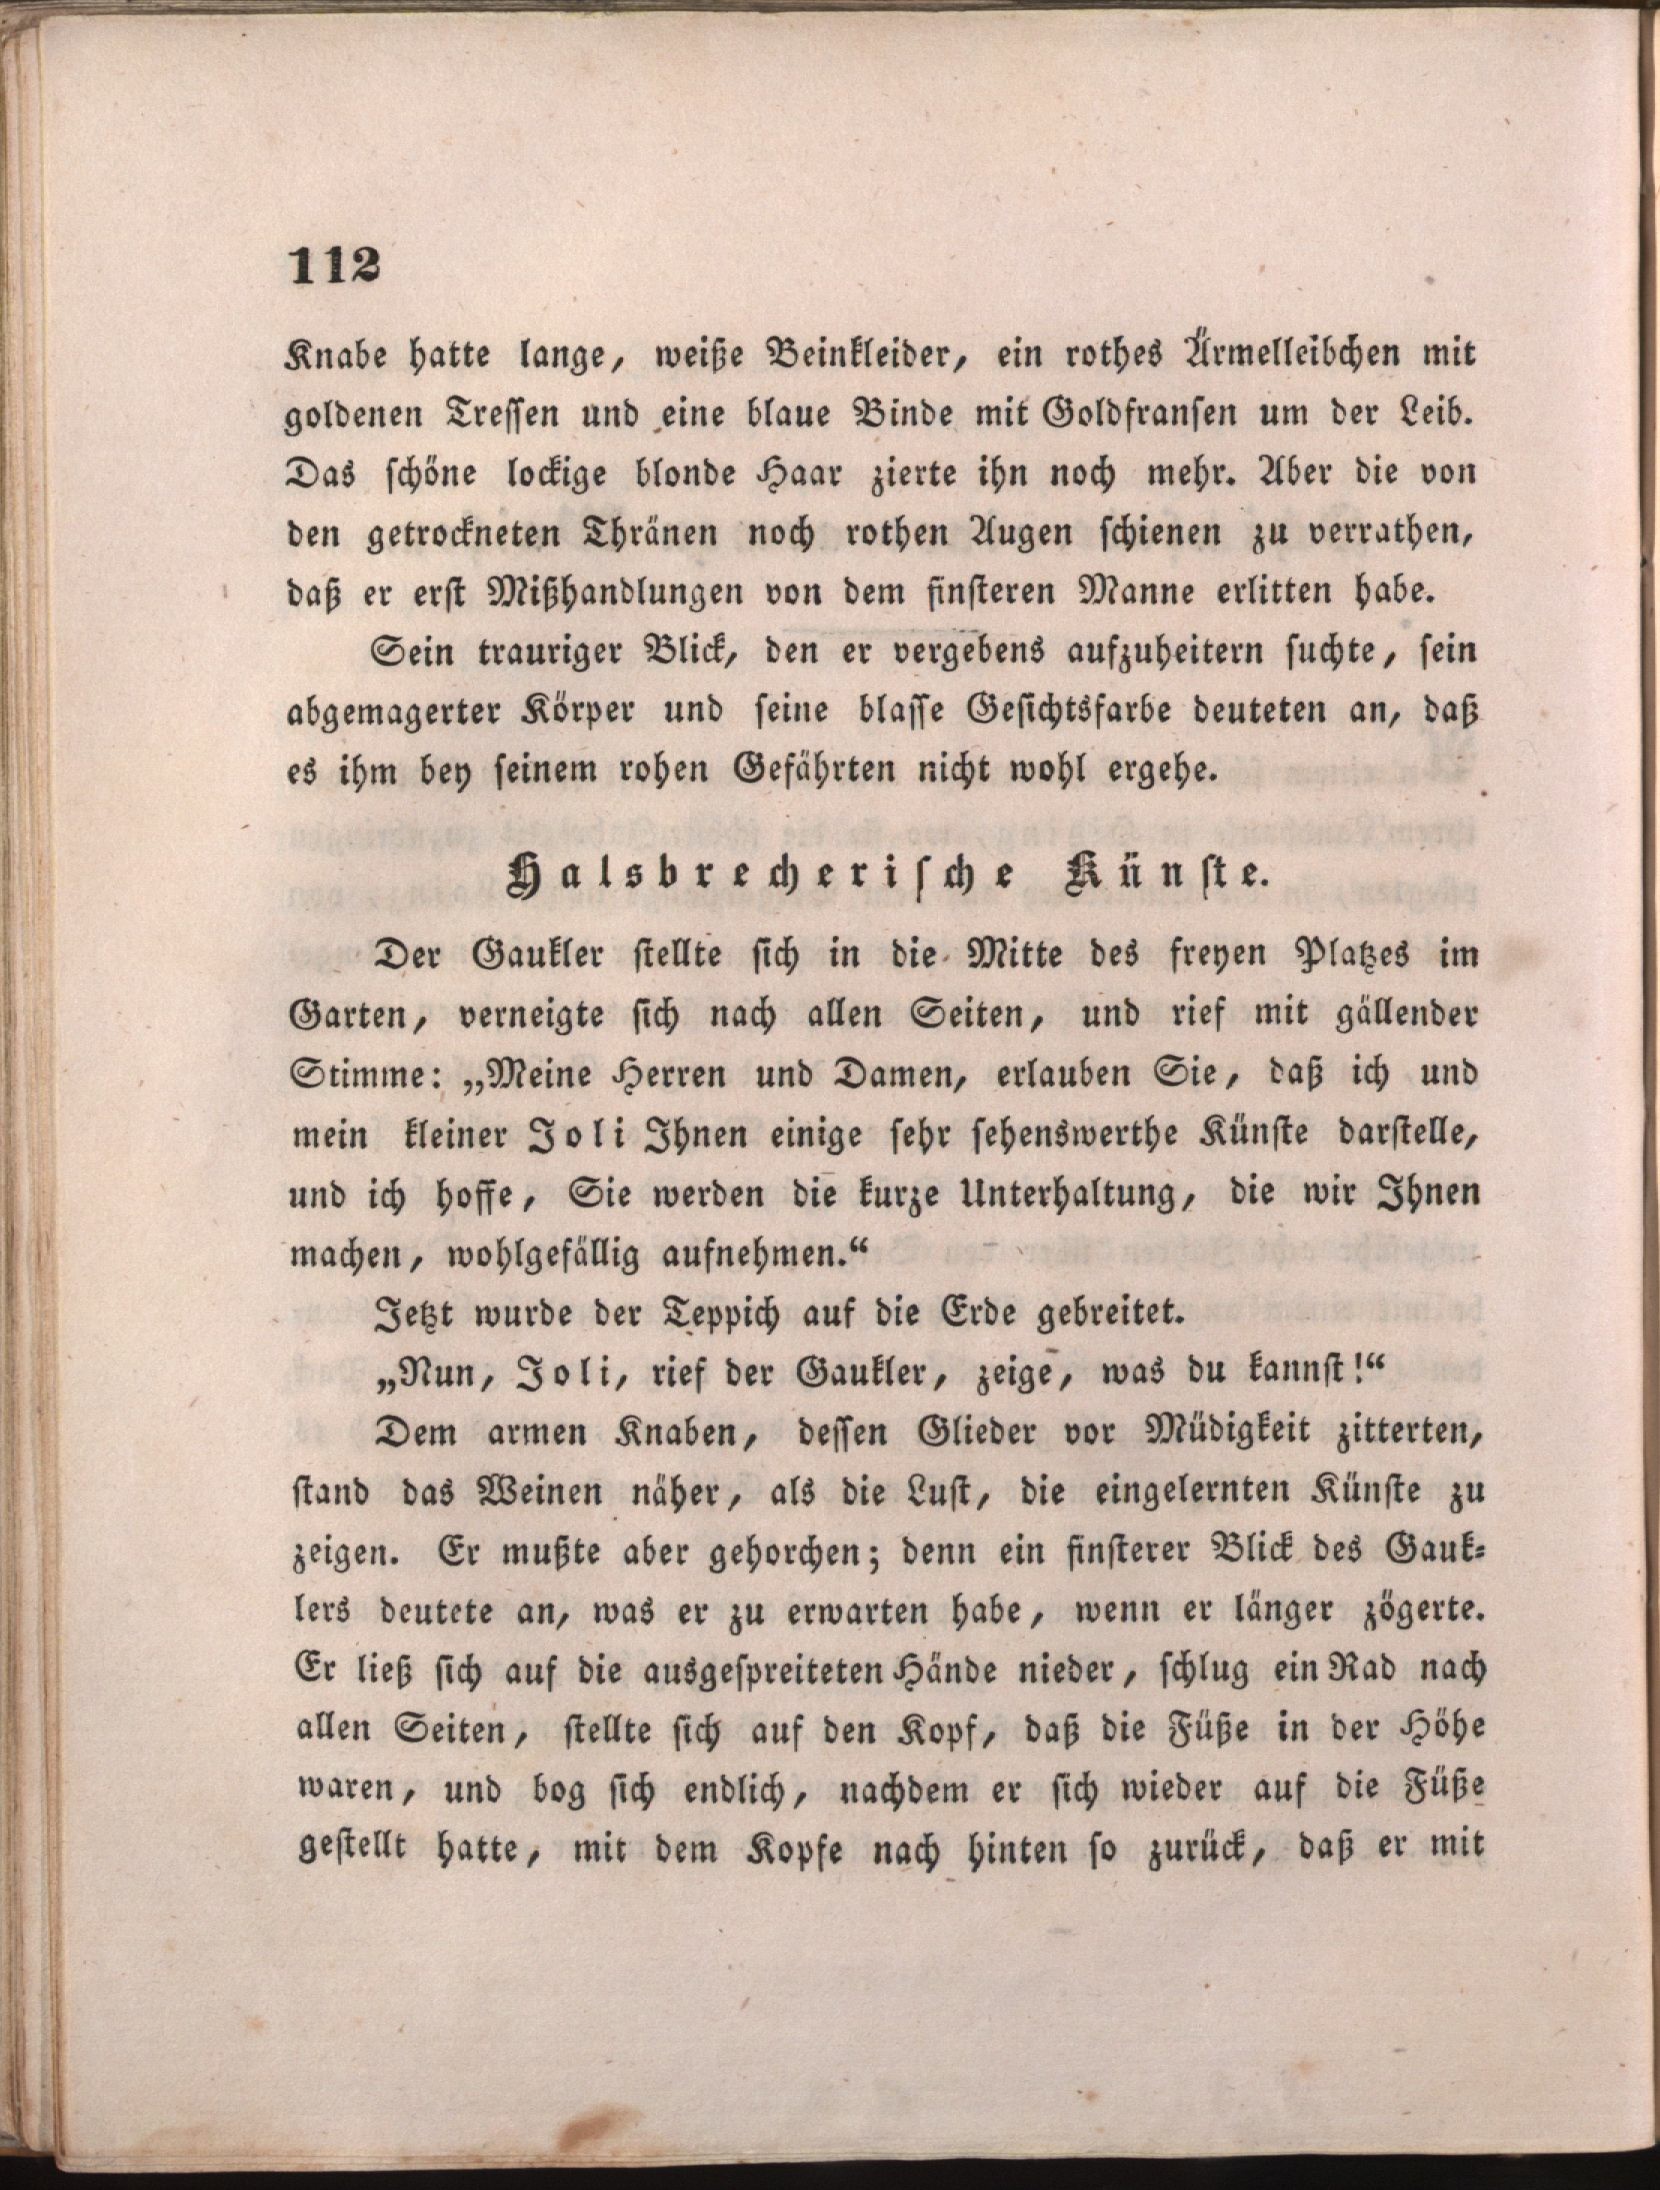 112
Knabe hatte lange, weiße Beinkleider, ein rothes Ärmelleibchen mit
goldenen Tressen und eine blaue Binde mit Goldfransen um der Leib.
Das schöne lockige blonde Haar zierte ihn noch mehr. Aber die von
den getrockneten Thränen noch rothen Augen schienen zu verrathen,
daß er erst Mißhandlungen von dem finsteren Manne erlitten habe.
Sein trauriger Blick, den er vergebens aufzuheitern suchte, sein
abgemagerter Körper und seine blasse Gesichtsfarbe deuteten an, daß
es ihm bey seinem rohen Gefährten nicht wohl ergehe.
Halsbrecherische Künste.
Der Gaukler stellte sich in die Mitte des freyen Platzes im
Garten, verneigte sich nach allen Seiten, und rief mit gällender
Stimme: „Meine Herren und Damen, erlauben Sie, daß ich und
mein kleiner Joli Ihnen einige sehr sehenswerthe Künste darstelle,
und ich hoffe, Sie werden die kurze Unterhaltung, die wir Ihnen
machen, wohlgefällig aufnehmen.“
Jetzt wurde der Teppich auf die Erde gebreitet.
„Nun, Joli, rief der Gaukler, zeige, was du kannst!“
Dem armen Knaben, dessen Glieder vor Müdigkeit zitterten,
stand das Weinen näher, als die Lust, die eingelernten Künste zu
zeigen. Er mußte aber gehorchen; denn ein finsterer Blick des Gauk-
lers deutete an, was er zu erwarten habe, wenn er länger zögerte.
Er ließ sich auf die ausgespreiteten Hände nieder, schlug ein Rad nach
allen Seiten, stellte sich auf den Kopf, daß die Füße in der Höhe
waren, und bog sich endlich, nachdem er sich wieder auf die Füße
gestellt hatte, mit dem Kopfe nach hinten so zurück, daß er mit